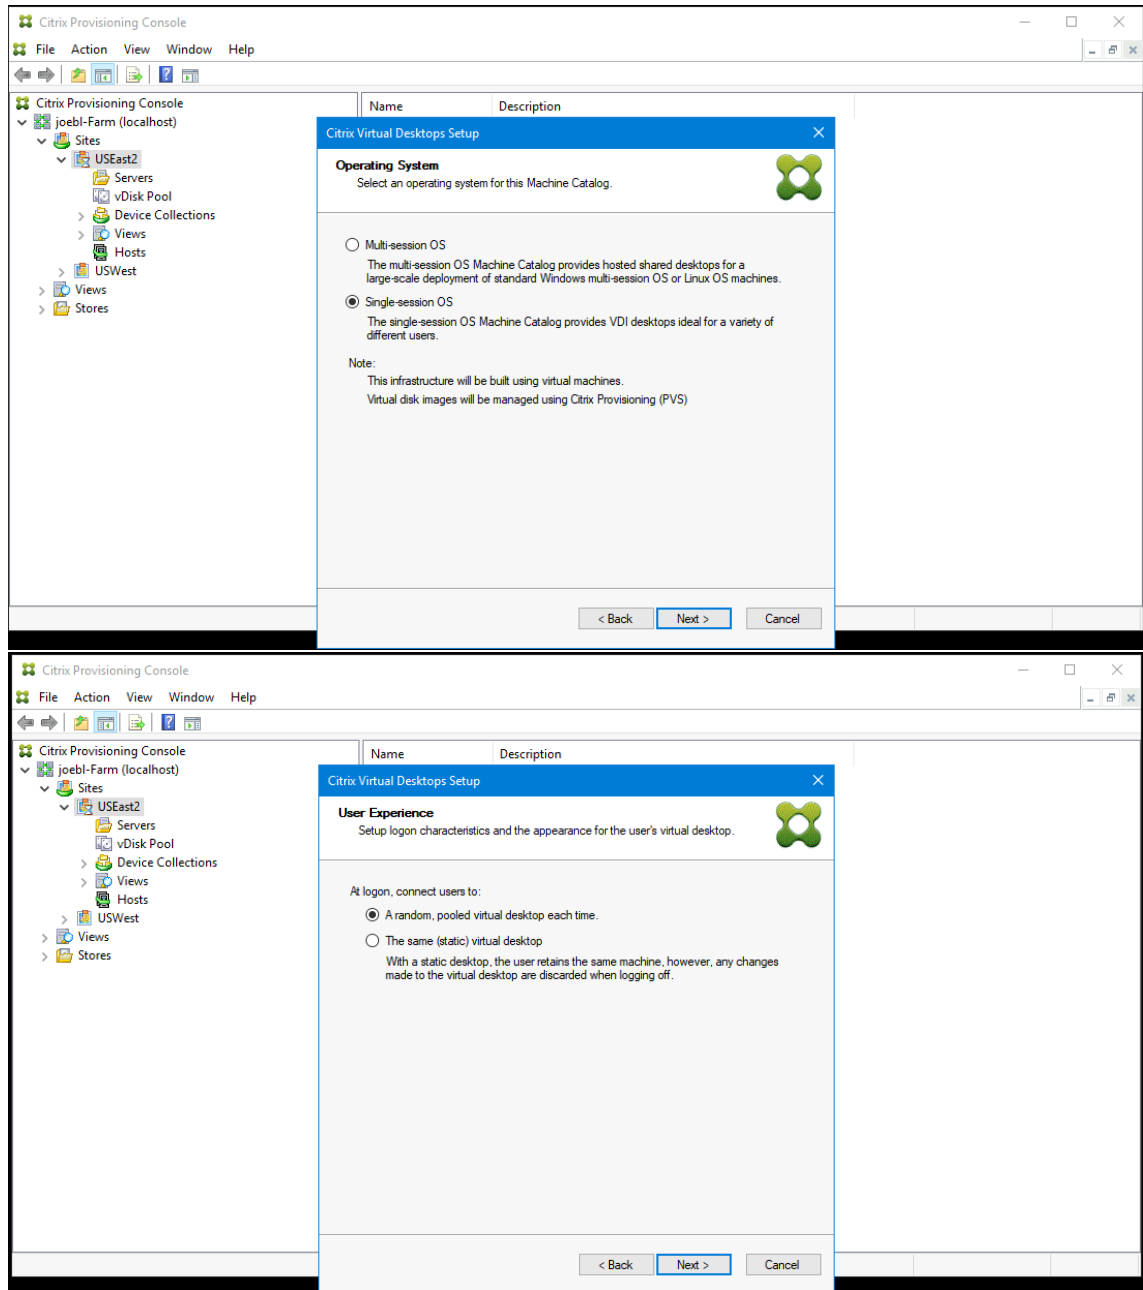 Citrix Provisioning Console
File Action View Window Help
Citrix Provisioning Console
joebl-Farm (localhost)
Sites
USEast2
Servers
vDisk Pool
Device Collections
Views
Hosts
USWest
Views
Stores
Name Description
Citrix Virtual Desktops Setup
Operating System
Select an operating system for this Machine Catalog.
Multi-session OS
The multi-session OS Machine Catalog provides hosted shared desktops for a
large-scale deployment of standard Windows multi-session OS or Linux OS machines.
Single-session OS
The single-session OS Machine Catalog provides VDI desktops ideal for a variety of
different users.
Note:
This infrastructure will be built using virtual machines.
Virtual disk images will be managed using Citrix Provisioning (PVS)
< Back Next > Cancel
Citrix Provisioning Console
File Action View Window Help
Citrix Provisioning Console
joebl-Farm (localhost)
Sites
USEast2
Servers
vDisk Pool
Device Collections
Views
Hosts
USWest
Views
Stores
Name Description
Citrix Virtual Desktops Setup
User Experience
Setup logon characteristics and the appearance for the user's virtual desktop.
At logon, connect users to:
A random, pooled virtual desktop each time.
The same (static) virtual desktop
With a static desktop, the user retains the same machine, however, any changes
made to the virtual desktop are discarded when logging off.
< Back Next > Cancel